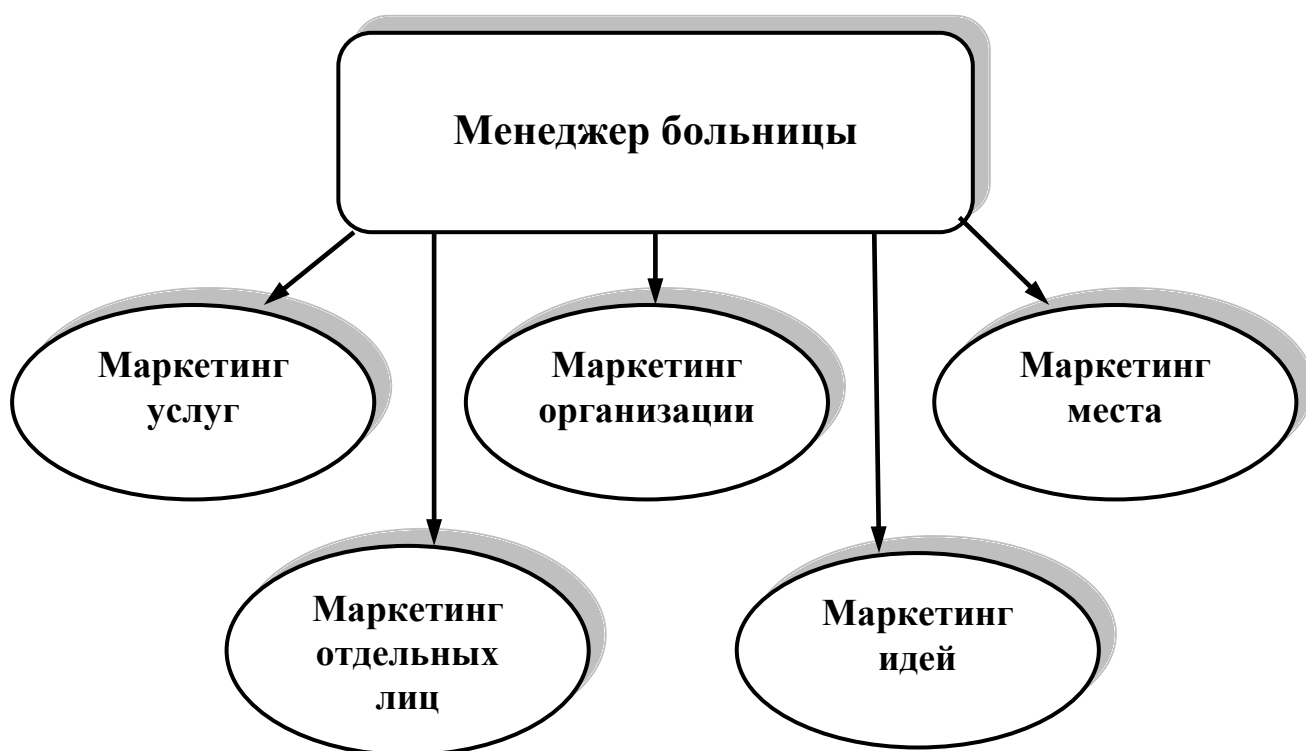 Менеджер больницы
Маркетинг
услуг
Маркетинг
организации
Маркетинг
места
Маркетинг
отдельных
лиц
Маркетинг
идей